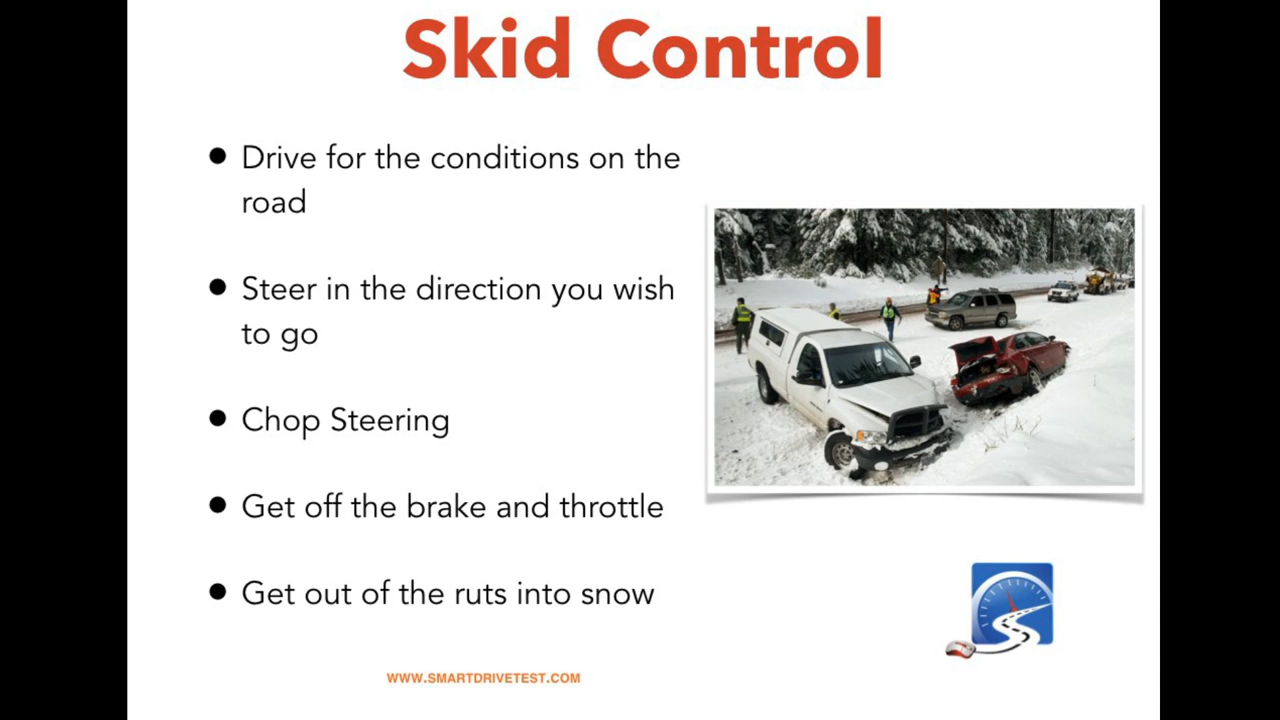 Skid Control
Drive for the conditions on the
road
Steer in the direction you wish
to go
Chop Steering
Get off the brake and throttle
Get out of the ruts into snow
WWW.SMARTDRIVETEST.COM